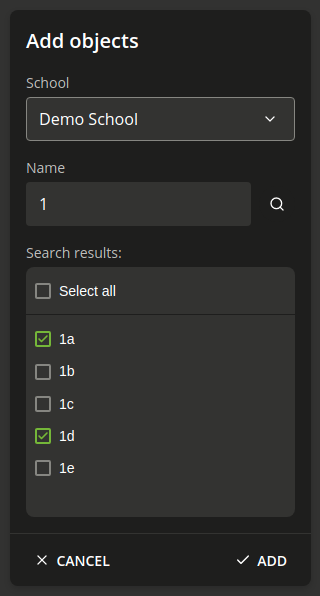 Add objects
School
Demo School
Name
1
Search results:
Select all
1a
1b
1c
1d
1e
CANCEL ADD